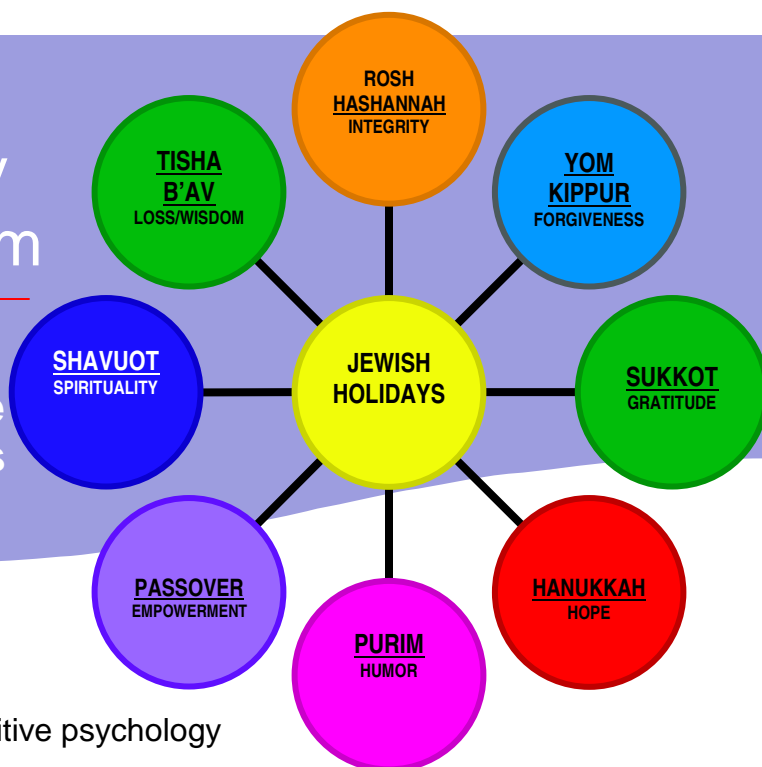 ROSH
HASHANNAH
INTEGRITY
YOM
KIPPUR
FORGIVENESS
SUKKOT
GRATITUDE
HANUKKAH
HOPE
PURIM
HUMOR
PASSOVER
EMPOWERMENT
SHAVUOT
SPIRITUALITY
TISHA
B'AV
LOSS/WISDOM
JEWISH
HOLIDAYS
y
m
e
s
itive psychology